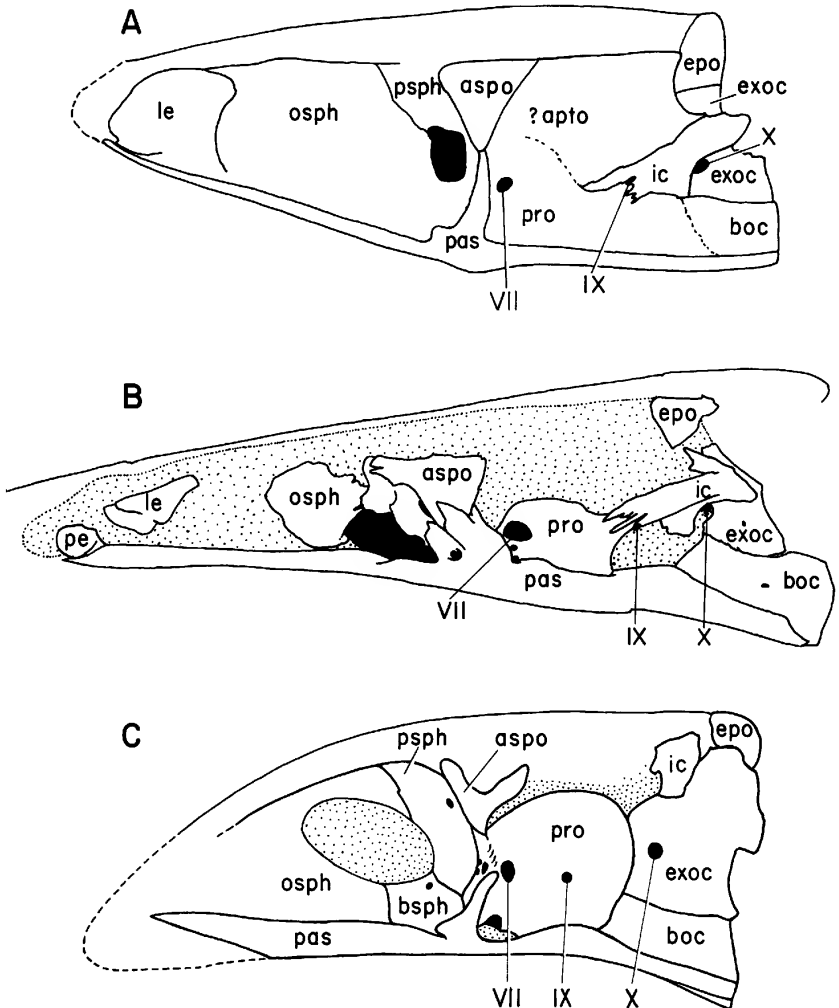 A
le
osph
psph
aspo
epo
exoc
? apto
X
ic
exoc
pro
boc
pas
VII
IX
B
epo
aspo
osph
le
ic
pro
exoc
pe
pas
boc
VII
IX
X
C
psph
aspo
epo
ic
pro
exoc
osph
bsph
pas
boc
VII
IX
X